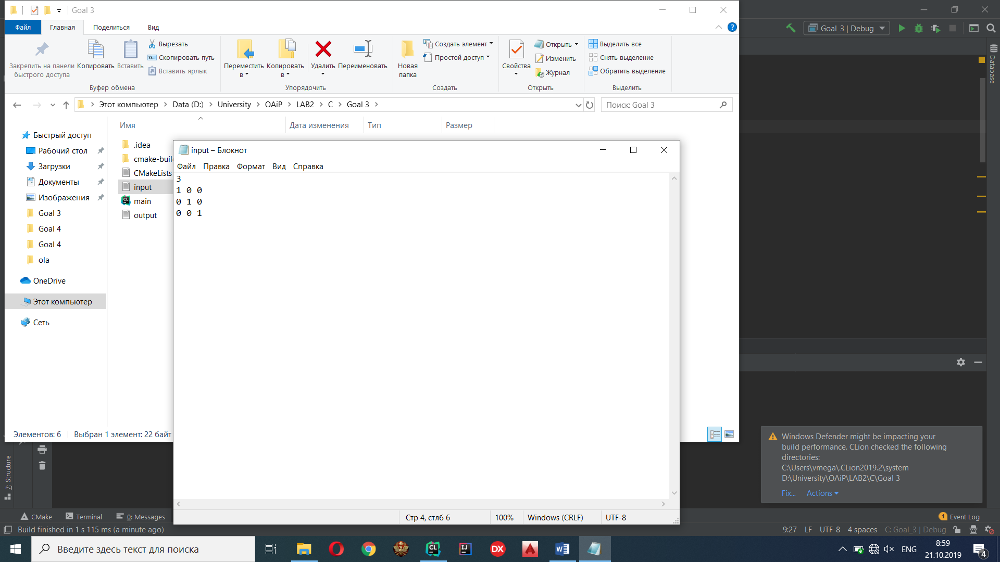 Goal 3
Файл Главная Поделиться Вид
Закрепить на панели быстрого доступа
Копировать
Вставить
Вырезать
Скопировать путь
Вставить ярлык
Буфер обмена
Переместить в
Копировать в
Удалить
Переименовать
Упорядочить
Новая папка
Создать элемент
Простой доступ
Создать
Свойства
Открыть
Изменить
Журнал
Открыть
Выделить все
Снять выделение
Обратить выделение
Выделить
Этот компьютер > Data (D:) > University > OAiP > LAB2 > C > Goal 3 >
Поиск: Goal 3
Имя Дата изменения Тип Размер
Быстрый доступ
Рабочий стол
Загрузки
Документы
Изображения
Goal 3
Goal 4
Goal 4
ola
OneDrive
Этот компьютер
Сеть
.idea
CMakeLists
input
main
output
Элементов: 6 Выбран 1 элемент: 22 байт
input – Блокнот
Файл Правка Формат Вид Справка
3
1 0 0
0 1 0
0 0 1
Стр 4, стлб 6 100% Windows (CRLF) UTF-8
Goal_3 | Debug
Database
Windows Defender might be impacting your
build performance. CLion checked the following
directories:
C:\Users\vmega\.CLion2019.2\system
D:\University\OAiP\LAB2\C\Goal 3
Fix... Actions
Z: Structure
CMake Terminal 0: Messages
1 Event Log
Build finished in 1 s 115 ms (a minute ago)
9:27 LF UTF-8 4 spaces C: Goal_3 | Debug
Введите здесь текст для поиска
CL
IJ
DX
ENG
8:59
21.10.2019
4